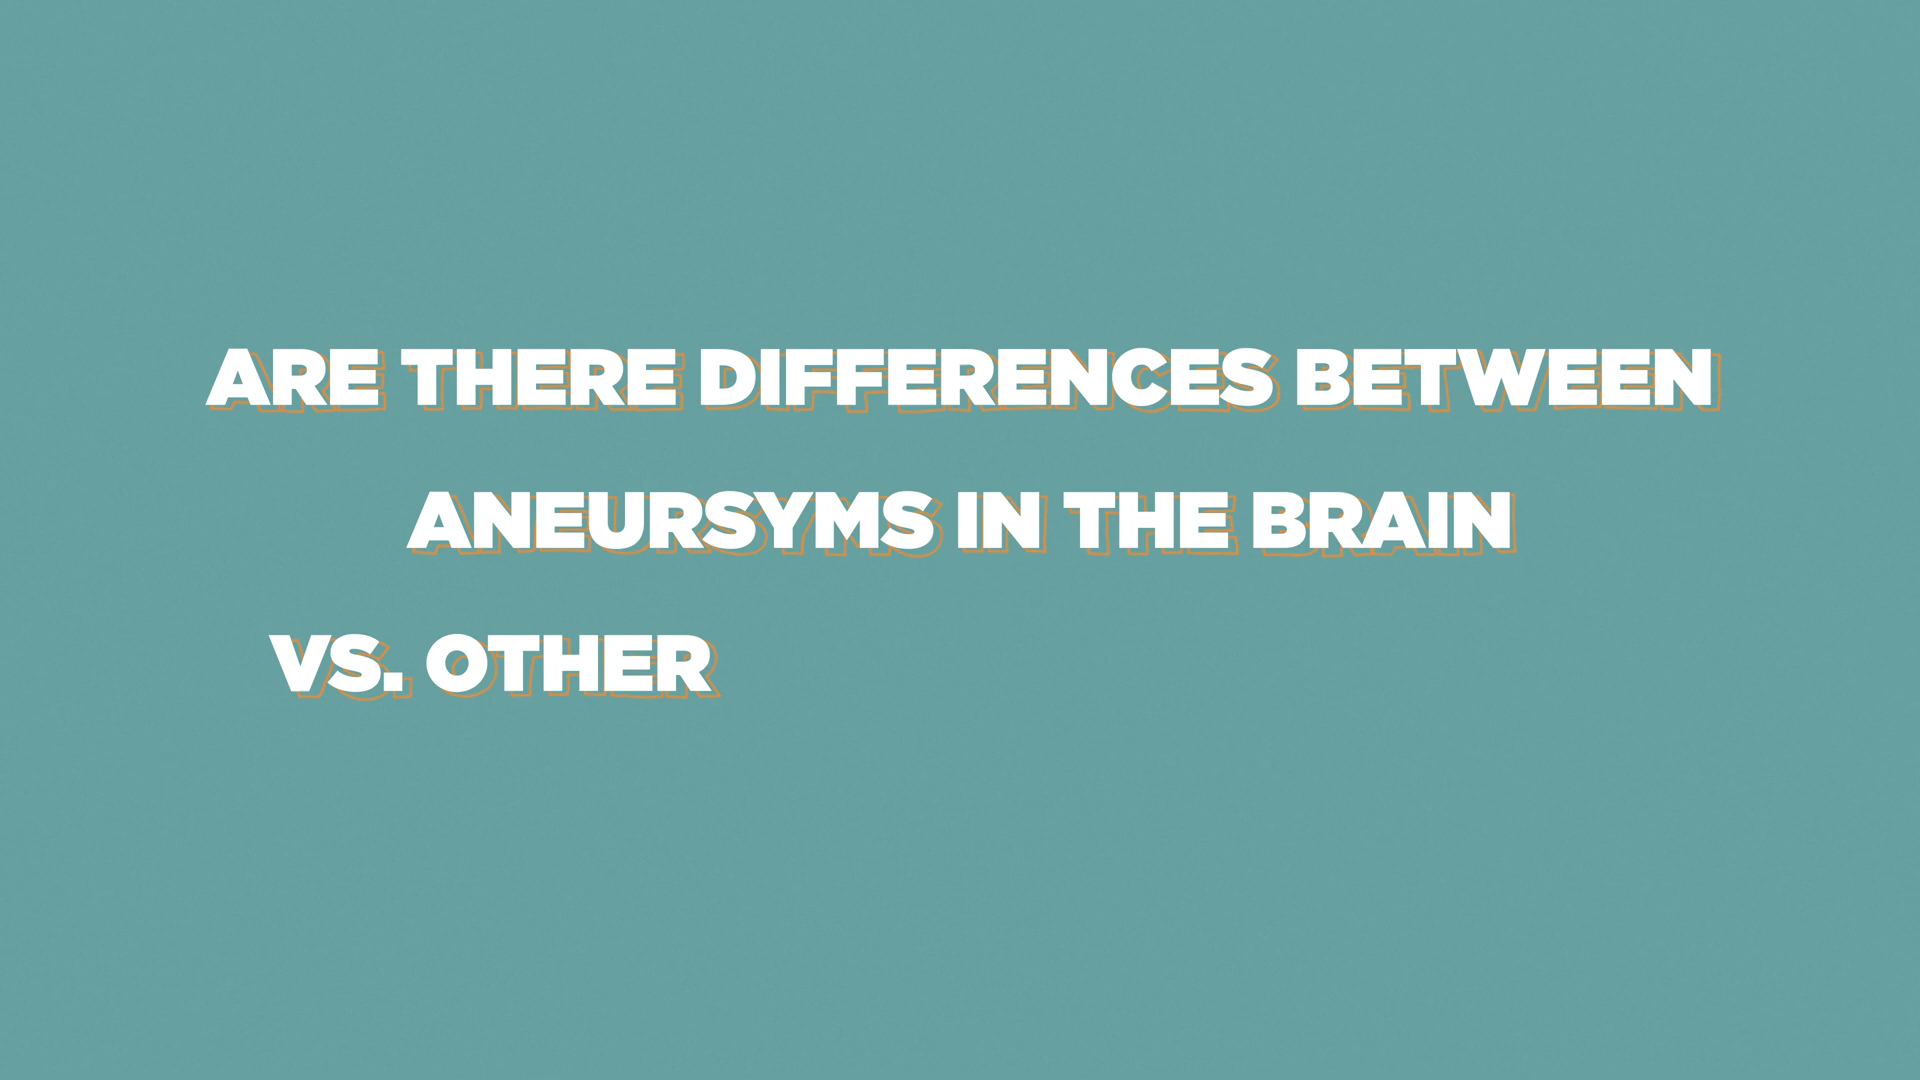 ARE THERE DIFFERENCES BETWEEN
ANEURSYMS IN THE BRAIN
VS. OTHER